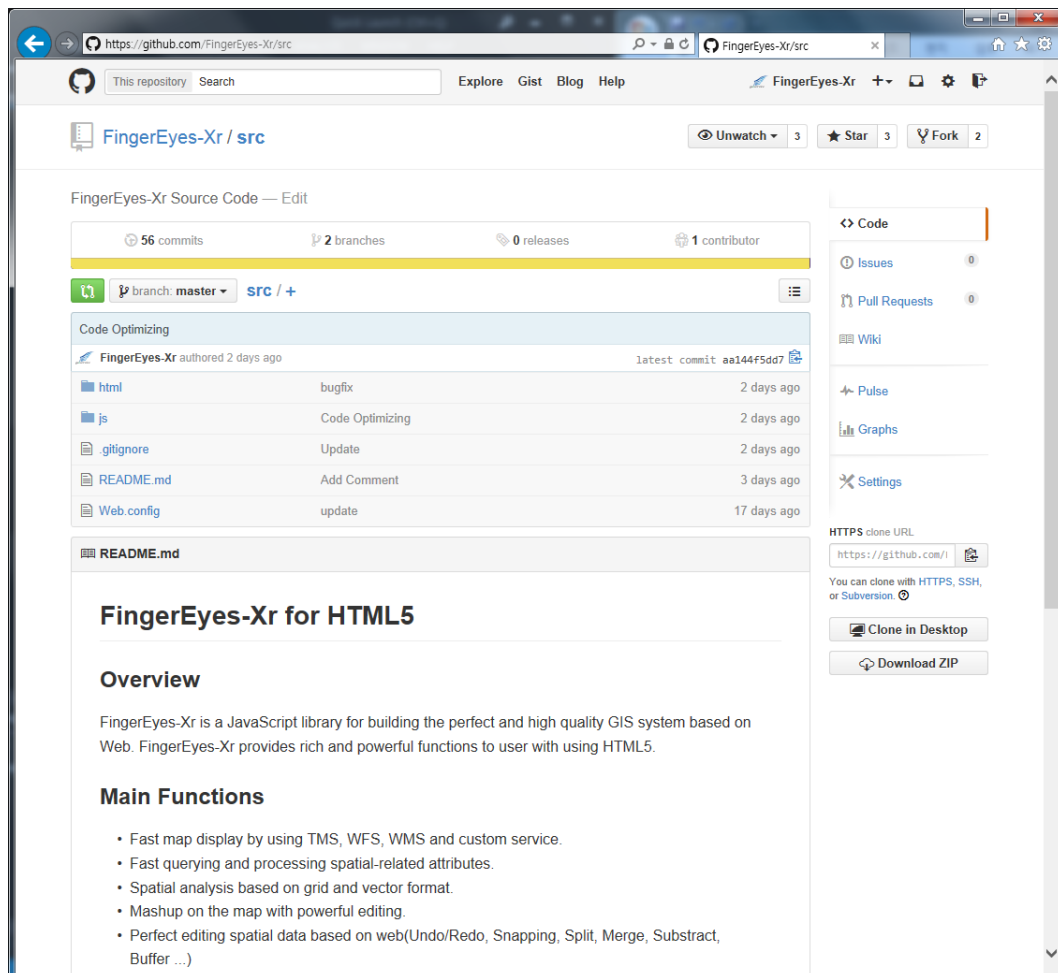 https://github.com/FingerEyes-Xr/src
FingerEyes-Xr/src
This repository Search
Explore Gist Blog Help
FingerEyes-Xr
FingerEyes-Xr / src
Unwatch 3
Star 3
Fork 2
FingerEyes-Xr Source Code — Edit
56 commits
2 branches
0 releases
1 contributor
branch: master
src / +
Code Optimizing
FingerEyes-Xr authored 2 days ago
latest commit aa144f5dd7
html bugfix 2 days ago
js Code Optimizing 2 days ago
.gitignore Update 2 days ago
README.md Add Comment 3 days ago
Web.config update 17 days ago
README.md
FingerEyes-Xr for HTML5
Overview
FingerEyes-Xr is a JavaScript library for building the perfect and high quality GIS system based on
Web. FingerEyes-Xr provides rich and powerful functions to user with using HTML5.
Main Functions
• Fast map display by using TMS, WFS, WMS and custom service.
• Fast querying and processing spatial-related attributes.
• Spatial analysis based on grid and vector format.
• Mashup on the map with powerful editing.
• Perfect editing spatial data based on web(Undo/Redo, Snapping, Split, Merge, Substract,
Buffer ...)
Code
Issues 0
Pull Requests 0
Wiki
Pulse
Graphs
Settings
HTTPS clone URL
https://github.com/
You can clone with HTTPS, SSH,
or Subversion.
Clone in Desktop
Download ZIP